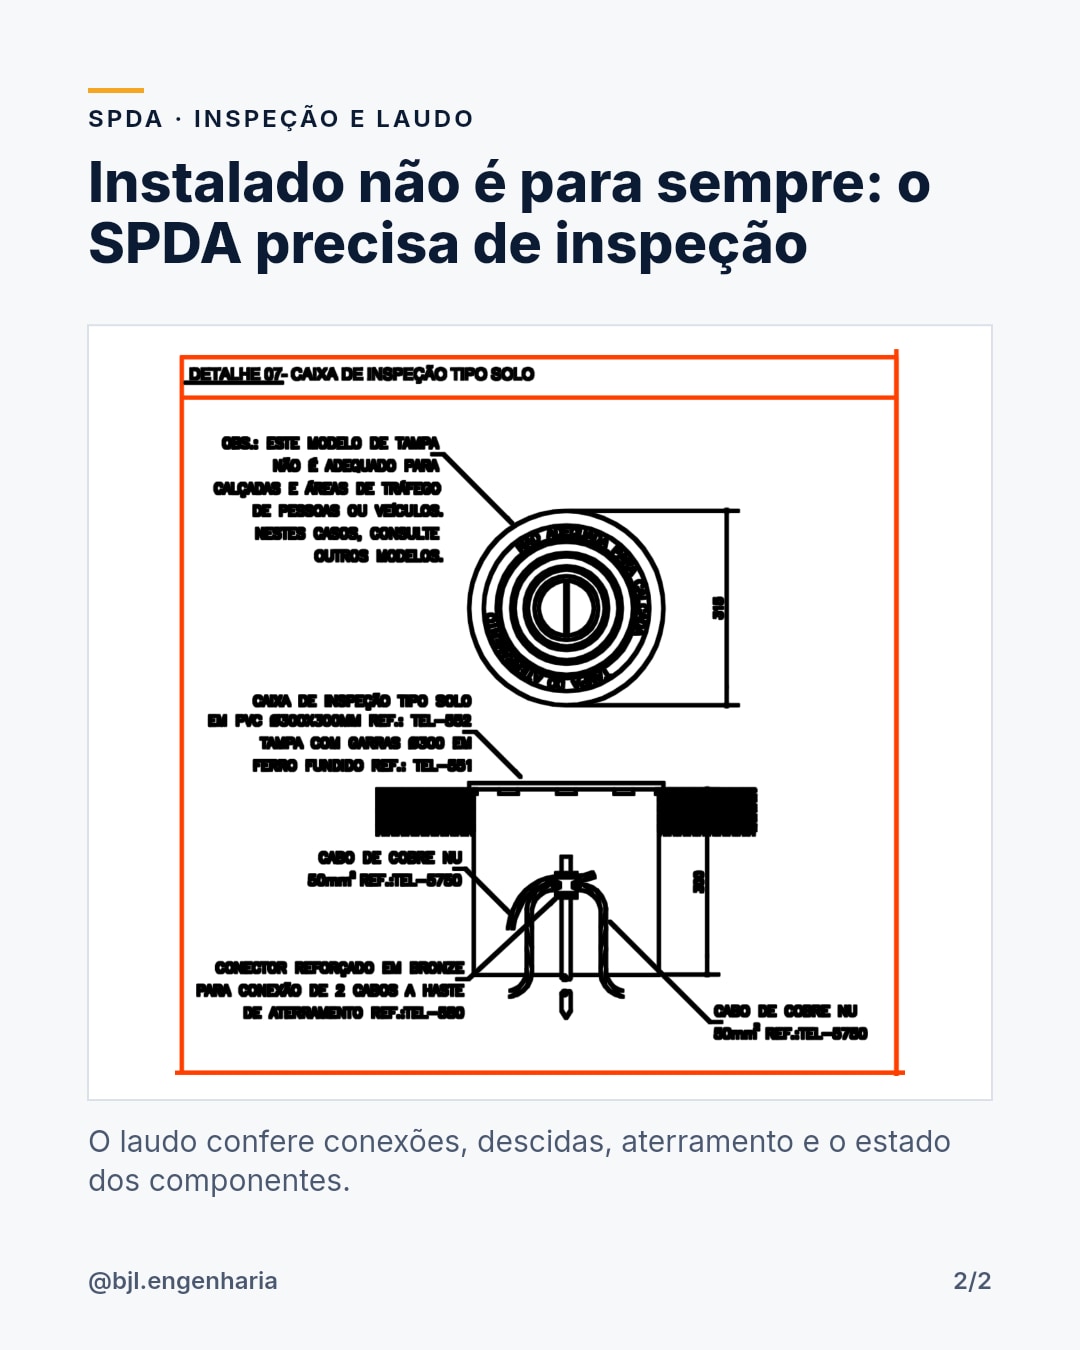 SPDA · INSPEÇÃO E LAUDO
Instalado não é para sempre: o
SPDA precisa de inspeção
DETALHE 07- CAIXA DE INSPEÇÃO TIPO SOLO
OBS.: ESTE MODELO DE TAMPA
NÃO É ADEQUADO PARA
CALÇADAS E ÁREAS DE TRÁFEGO
DE PESSOAS OU VEÍCULOS.
NESTES CASOS, CONSULTE
OUTROS MODELOS.
315
CAIXA DE INSPEÇÃO TIPO SOLO
EM PVC Ø300X300MM REF.: TEL-552
TAMPA COM GARRAS Ø300 EM
FERRO FUNDIDO REF.: TEL-551
CABO DE COBRE NU
50mm² REF.:TEL-5750
CONECTOR REFORÇADO EM BRONZE
PARA CONEXÃO DE 2 CABOS A HASTE
DE ATERRAMENTO REF.:TEL-580
CABO DE COBRE NU
50mm² REF.:TEL-5750
O laudo confere conexões, descidas, aterramento e o estado
dos componentes.
@bjl.engenharia
2/2